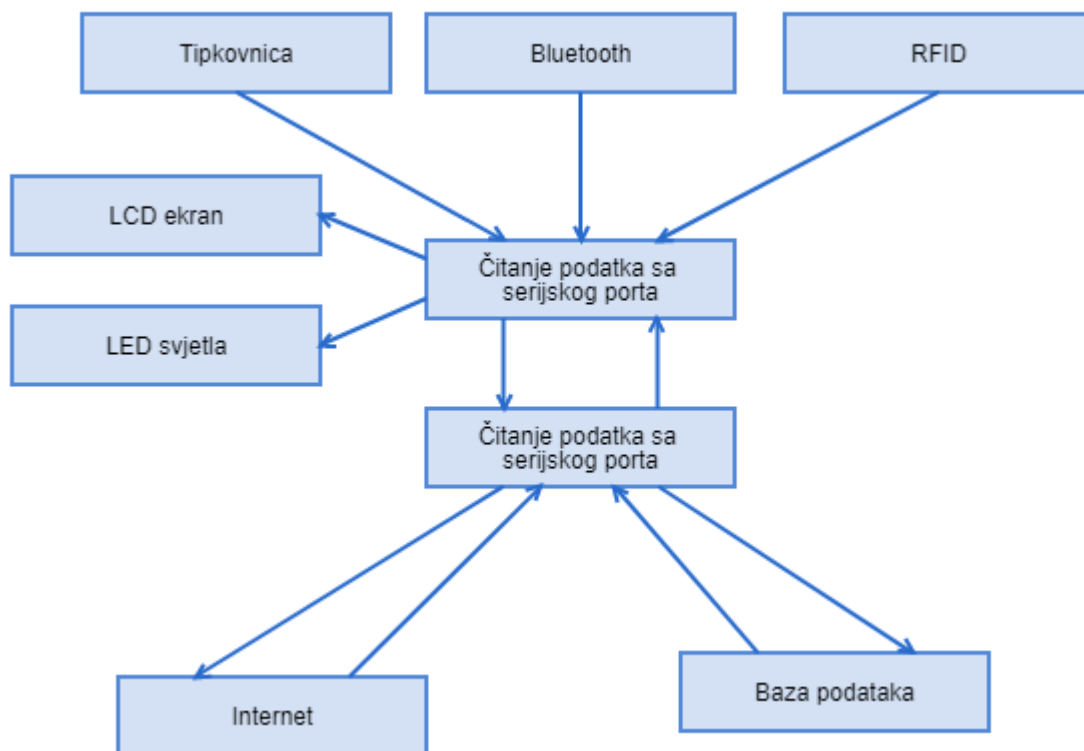 Tipkovnica
Bluetooth
RFID
LCD ekran
Čitanje podatka sa
serijskog porta
LED svjetla
Čitanje podatka sa
serijskog porta
Internet
Baza podataka